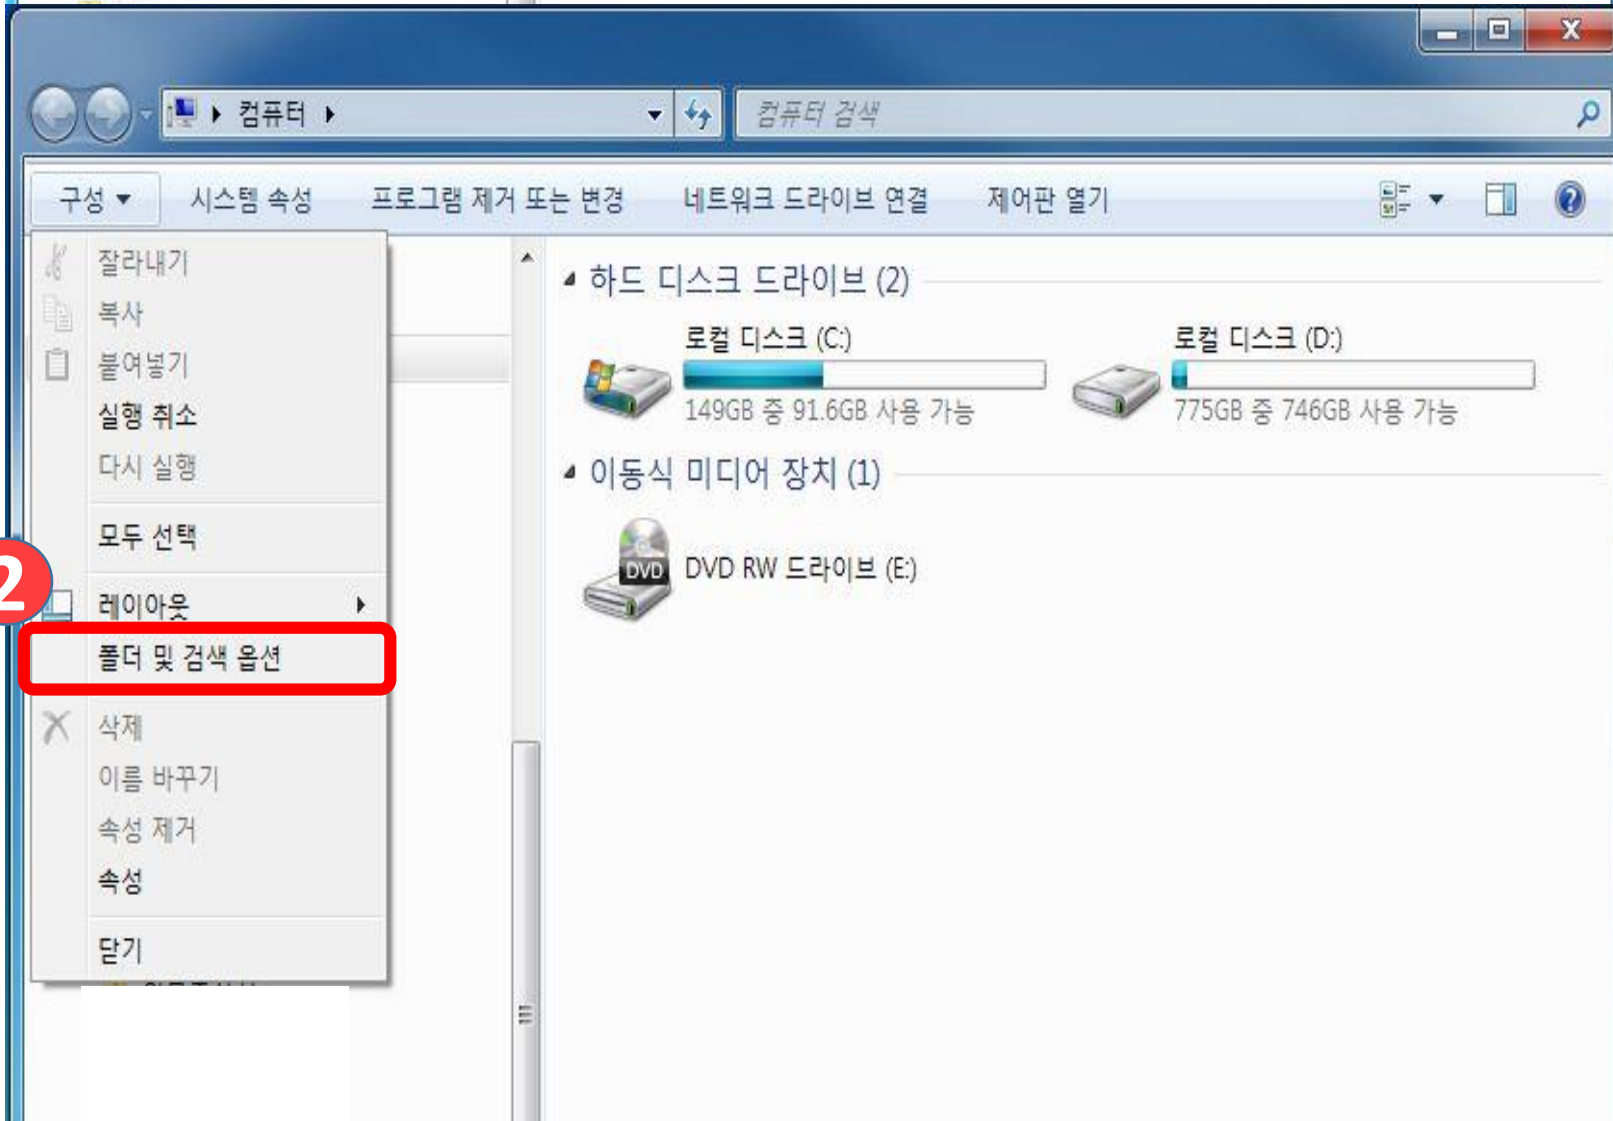 컴퓨터
컴퓨터 검색
구성 시스템 속성 프로그램 제거 또는 변경 네트워크 드라이브 연결 제어판 열기
잘라내기
복사
붙여넣기
실행 취소
다시 실행
모두 선택
2
레이아웃
폴더 및 검색 옵션
삭제
이름 바꾸기
속성 제거
속성
닫기
하드 디스크 드라이브 (2)
로컬 디스크 (C:)
149GB 중 91.6GB 사용 가능
로컬 디스크 (D:)
775GB 중 746GB 사용 가능
이동식 미디어 장치 (1)
DVD
DVD RW 드라이브 (E:)